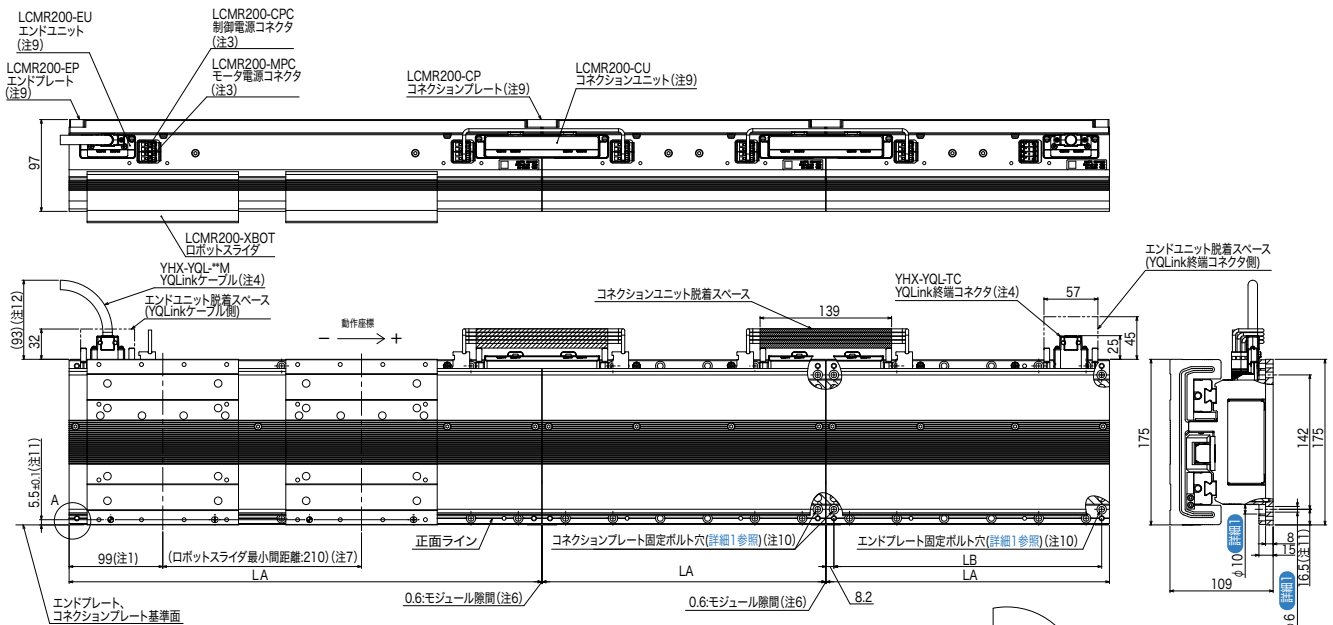 LCMR200-EU
エンドユニット
(注9)
LCMR200-CPC
制御電源コネクタ
(注3)
LCMR200-EP
エンドプレート
(注9)
LCMR200-MPC
モータ電源コネクタ
(注3)
LCMR200-CP
コネクションプレート(注9)
LCMR200-CU
コネクションユニット(注9)
97
LCMR200-XBOT
ロボットスライダ
YHX-YQL-**M
YQLinkケーブル(注4)
エンドユニット脱着スペース
(YQLinkケーブル側)
(93)(注12)
32
動作座標
− +
コネクションユニット脱着スペース
139
YHX-YQL-TC
YQLink終端コネクタ(注4)
エンドユニット脱着スペース
(YQLink終端コネクタ側)
57
25
45
5.5±0.1(注11)
A
99(注1)
(ロボットスライダ最小間距離:210)(注7)
正面ライン
コネクションプレート固定ボルト穴(詳細1参照)(注10)
エンドプレート固定ボルト穴(詳細1参照)(注10)
LB
LA
LA
LA
エンドプレート、
コネクションプレート基準面
0.6:モジュール隙間(注6)
0.6:モジュール隙間(注6)
8.2
175
142
175
109
φ10 詳細1
8
15
16.5(注11)
φ6 詳細1